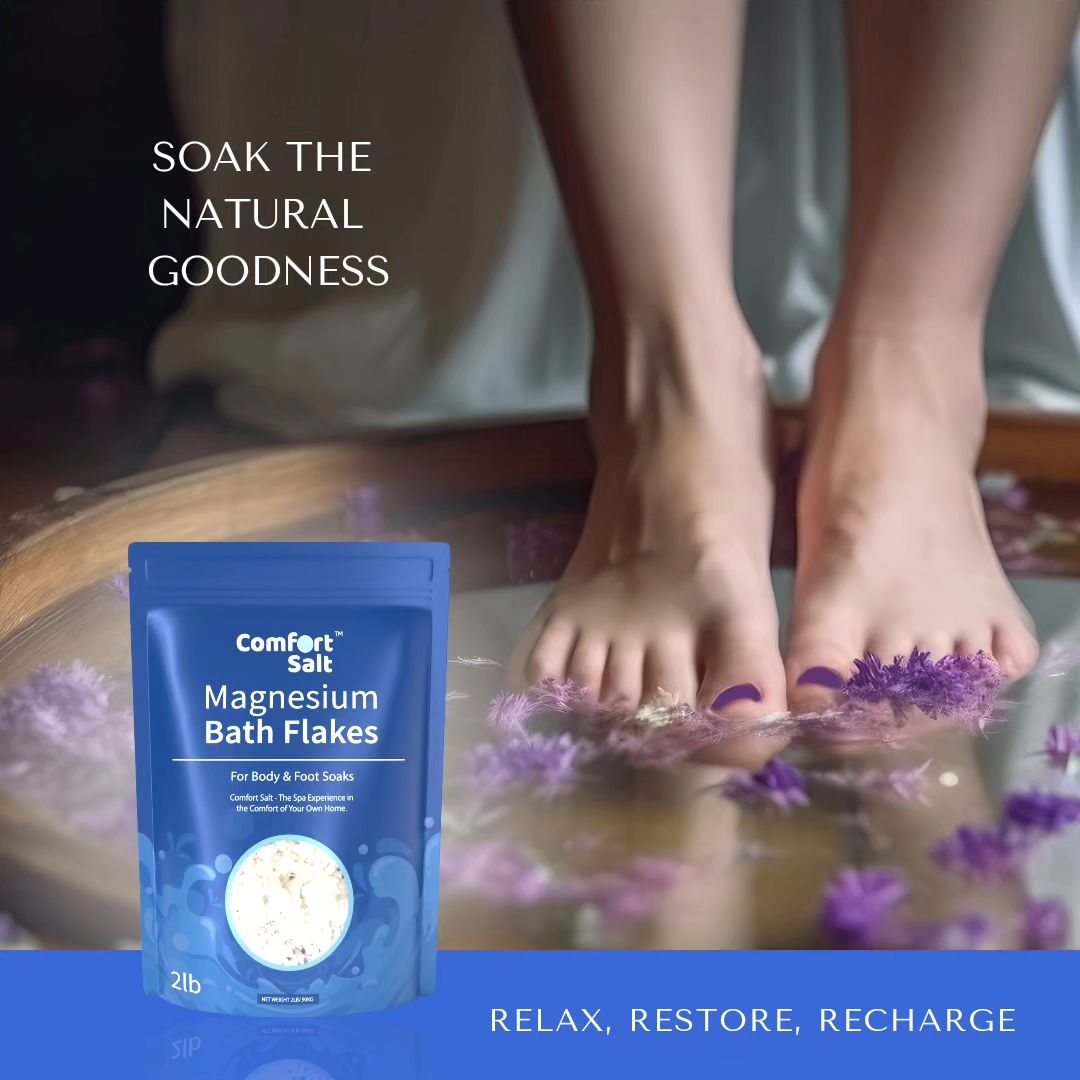 SOAK THE
NATURAL
GOODNESS
Comfort™
Salt
Magnesium
Bath Flakes
For Body & Foot Soaks
Comfort Salt - The Spa Experience in
the Comfort of Your Own Home.
2lb
NET WEIGHT 2LB/.90KG
RELAX, RESTORE, RECHARGE